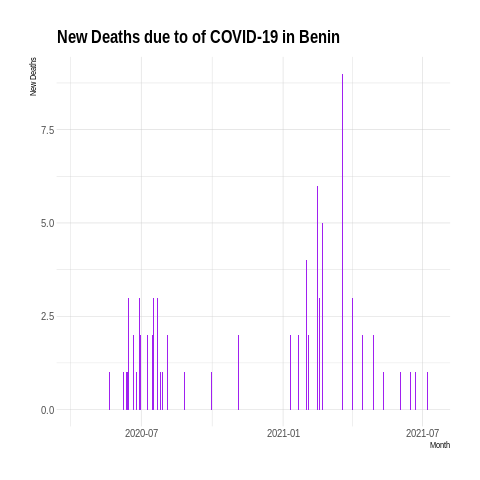 New Deaths due to of COVID-19 in Benin
New Deaths
7.5
5.0
2.5
0.0
2020-07
2021-01
2021-07
Month